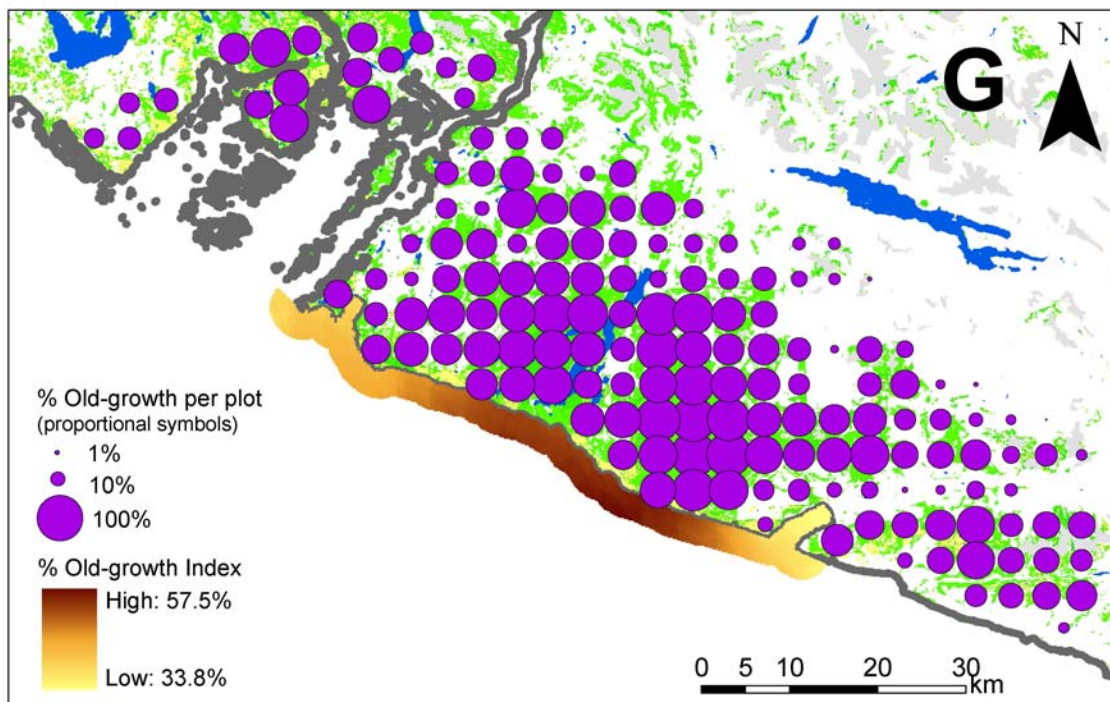 G
N
% Old-growth per plot
(proportional symbols)
1%
10%
100%
% Old-growth Index
High: 57.5%
Low: 33.8%
0 5 10 20 30
km